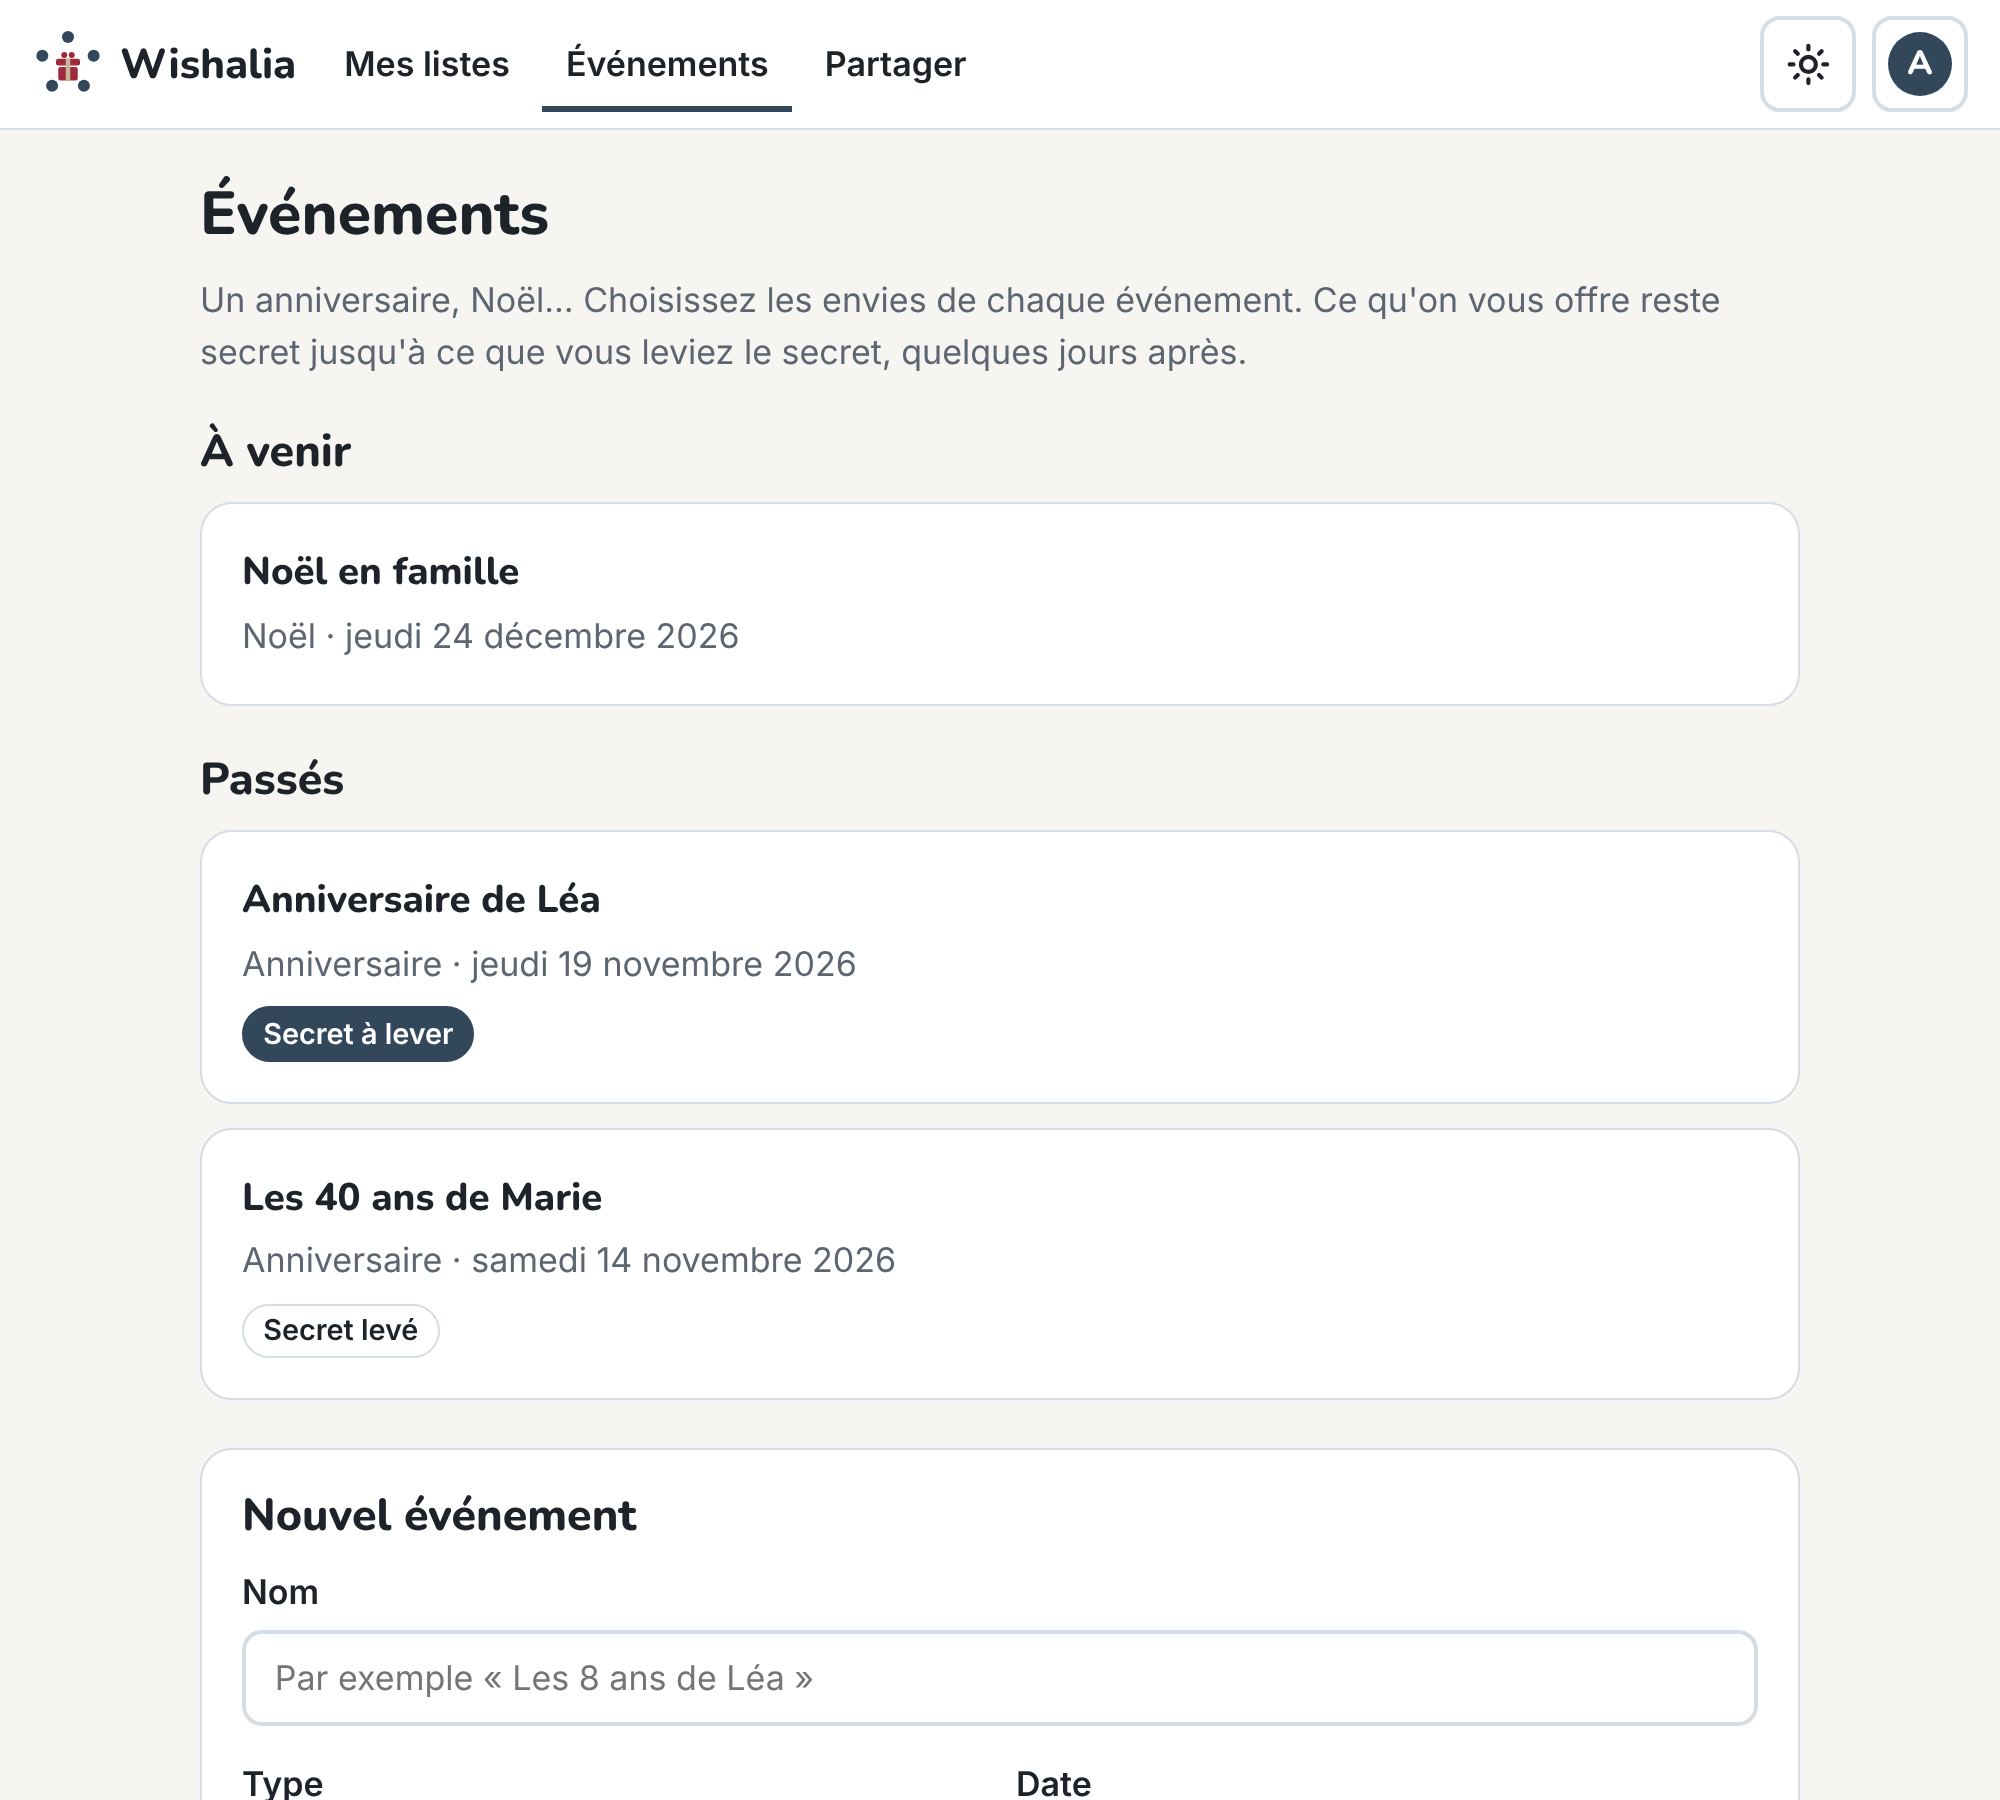 Wishalia
Mes listes
Événements
Partager
A
Événements
Un anniversaire, Noël... Choisissez les envies de chaque événement. Ce qu'on vous offre reste
secret jusqu'à ce que vous leviez le secret, quelques jours après.
À venir
Noël en famille
Noël · jeudi 24 décembre 2026
Passés
Anniversaire de Léa
Anniversaire · jeudi 19 novembre 2026
Secret à lever
Les 40 ans de Marie
Anniversaire · samedi 14 novembre 2026
Secret levé
Nouvel événement
Nom
Par exemple « Les 8 ans de Léa »
Type
Date